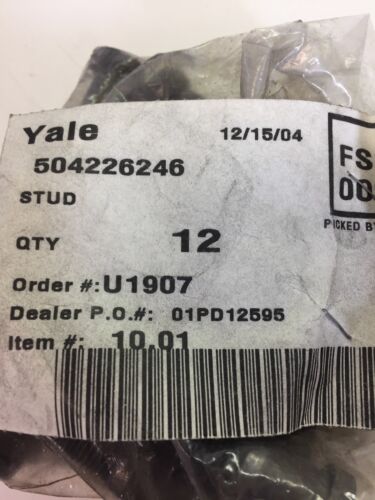 Yale 12/15/04
504226246
STUD
QTY 12
Order #:U1907
Dealer P.O.#: 01PD12595
Item #: 10.01
FS
PICKED BY